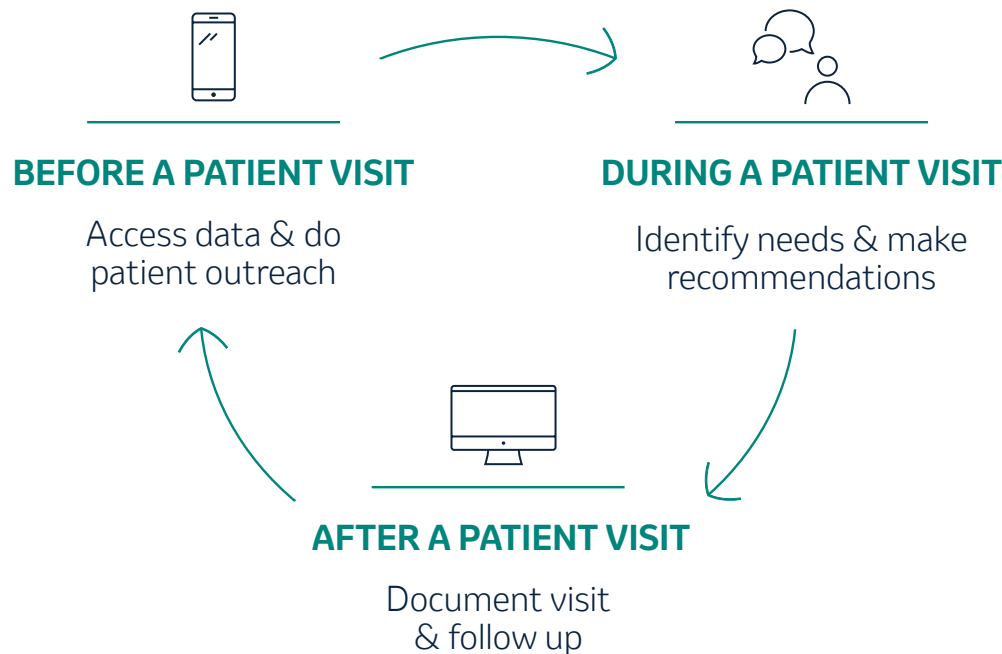 BEFORE A PATIENT VISIT
Access data & do
patient outreach
DURING A PATIENT VISIT
Identify needs & make
recommendations
AFTER A PATIENT VISIT
Document visit
& follow up